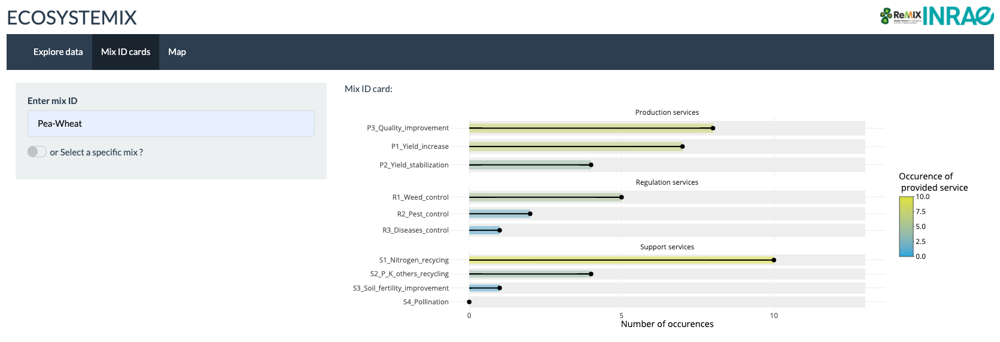 ECOSYSTEMIX
ReMIX
INRAE
Explore data
Mix ID cards
Map
Enter mix ID
Pea-Wheat
or Select a specific mix ?
Mix ID card:
Production services
P3_Quality_improvement
P1_Yield_increase
P2_Yield_stabilization
Regulation services
R1_Weed_control
R2_Pest_control
R3_Diseases_control
Support services
S1_Nitrogen_recycing
S2_P_K_others_recycling
S3_Soil_fertility_improvement
S4_Pollination
0
5
10
Number of occurences
Occurence of
provided service
10.0
7.5
5.0
2.5
0.0